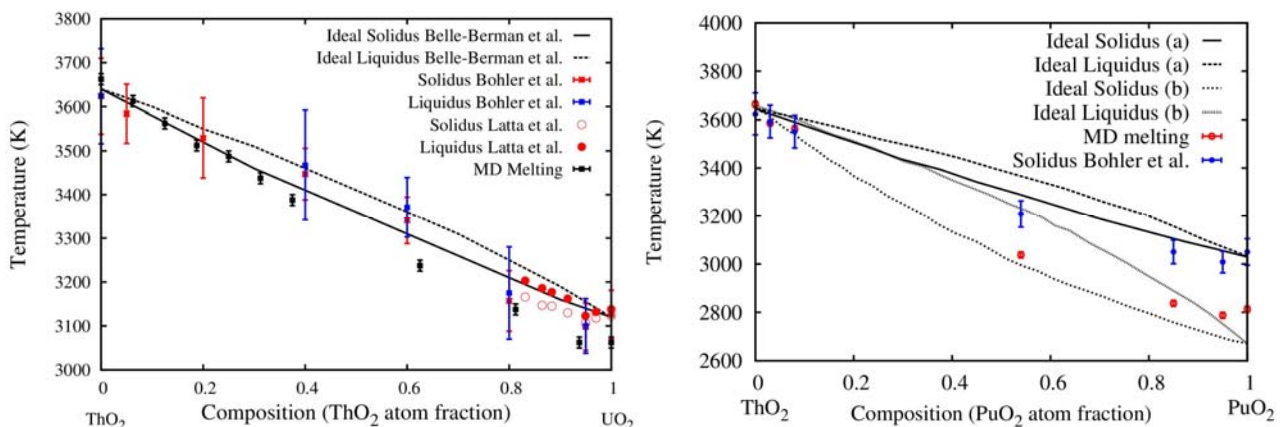 3800
3700
3600
3500
3400
3300
3200
3100
3000
Temperature (K)
Ideal Solidus Belle-Berman et al.
Ideal Liquidus Belle-Berman et al.
Solidus Bohler et al.
Liquidus Bohler et al.
Solidus Latta et al.
Liquidus Latta et al.
MD Melting
0 0.2 0.4 0.6 0.8 1
ThO2 Composition (ThO2 atom fraction) UO2
4000
3800
3600
3400
3200
3000
2800
2600
Temperature (K)
Ideal Solidus (a)
Ideal Liquidus (a)
Ideal Solidus (b)
Ideal Liquidus (b)
MD melting
Solidus Bohler et al.
0 0.2 0.4 0.6 0.8 1
ThO2 Composition (PuO2 atom fraction) PuO2